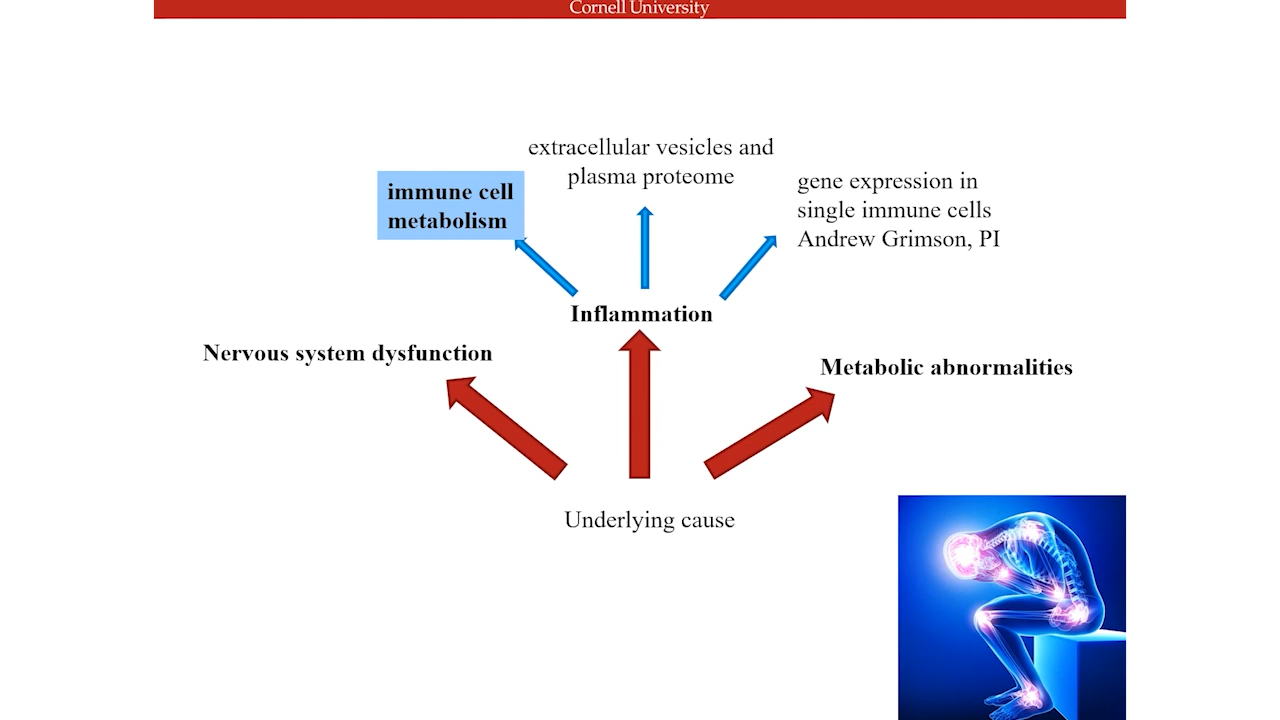 Cornell University
extracellular vesicles and
plasma proteome
immune cell
metabolism
gene expression in
single immune cells
Andrew Grimson, PI
Inflammation
Nervous system dysfunction
Metabolic abnormalities
Underlying cause